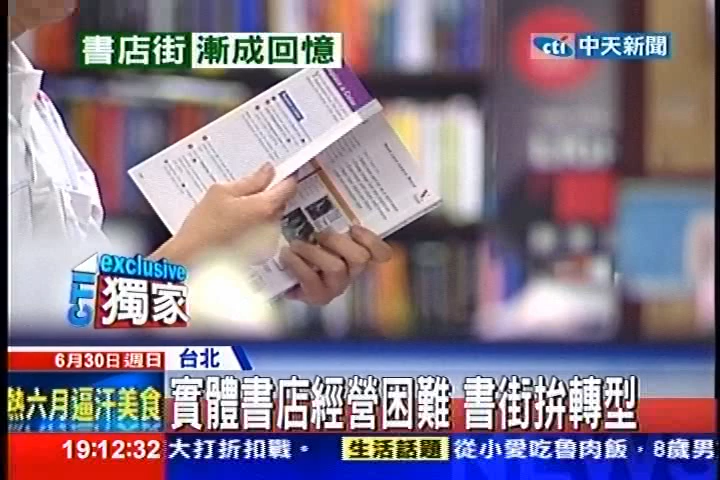 書店街 漸成回憶
cti 中天新聞
exclusive
CTI 獨家
6月30日週日 台北
熱六月逼汗美食
實體書店經營困難 書街拚轉型
19:12:32 大打折扣戰。 生活話題 從小愛吃魯肉飯，8歲男
NEWS